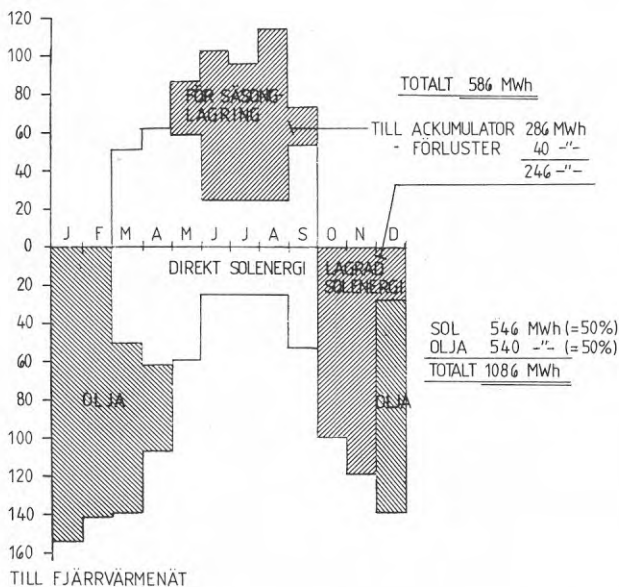 120
100
80
60
40
20
0
20
40
60
80
100
120
140
160
FÖR SÄSONG-
LAGRING
TOTALT 586 MWh
TILL ACKUMULATOR 286 MWh
- FÖRLUSTER 40 -"-
246 -"-
J F M A M J J A S O N D
DIREKT SOLENERGI
LAGRAD
SOLENERGI
OLJA
OLJA
SOL 546 MWh (=50%)
OLJA 540 -"- (=50%)
TOTALT 1086 MWh
TILL FJÄRRVÄRMENÄT